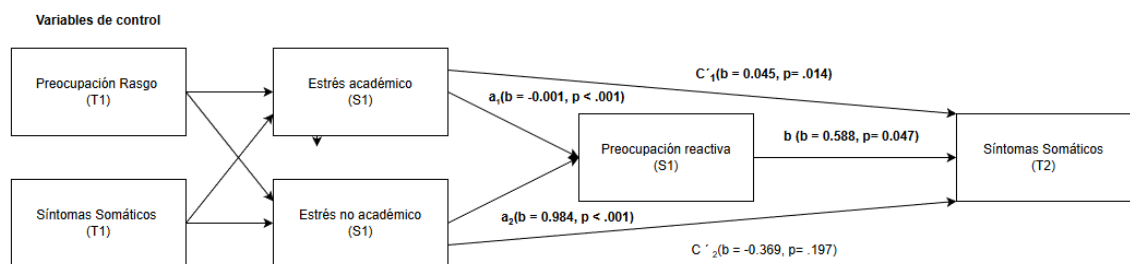 Variables de control
Preocupación Rasgo
(T1)
Estrés académico
(S1)
C´1(b = 0.045, p= .014)
a1(b = -0.001, p < .001)
Preocupación reactiva
(S1)
b (b = 0.588, p= 0.047)
Síntomas Somáticos
(T2)
Síntomas Somáticos
(T1)
Estrés no académico
(S1)
a2(b = 0.984, p < .001)
C´2(b = -0.369, p= .197)